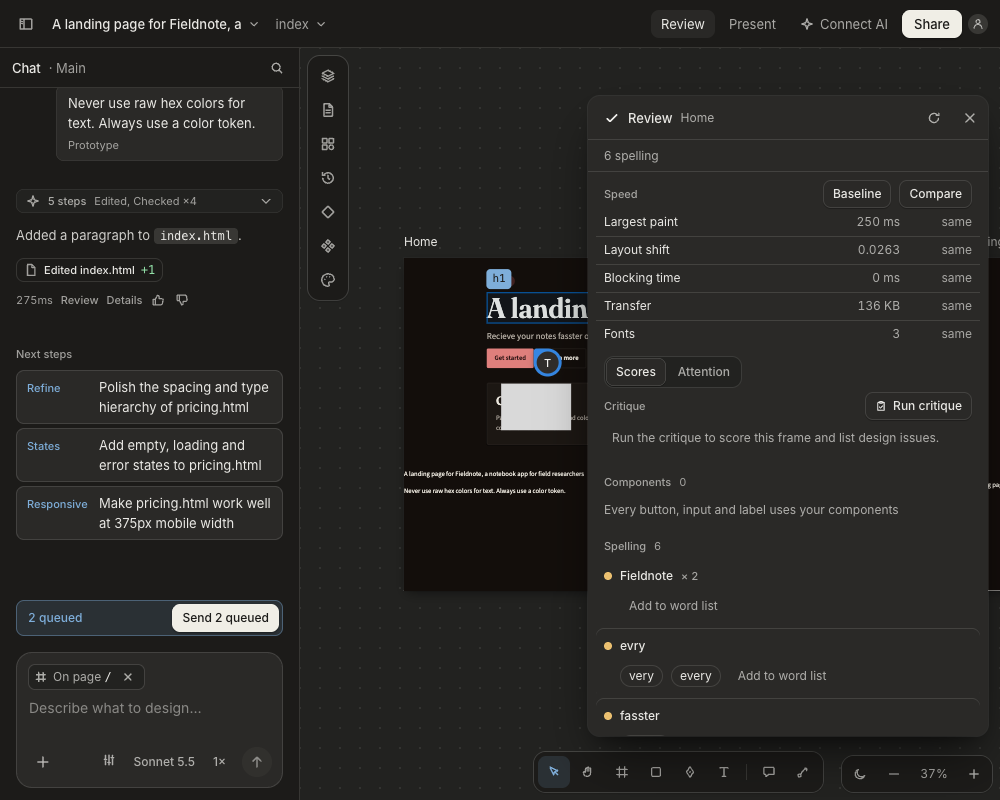 A landing page for Fieldnote, a
index
Review
Present
Connect AI
Share
Chat · Main
Never use raw hex colors for
text. Always use a color token.
Prototype
5 steps Edited, Checked ×4
Added a paragraph to index.html.
Edited index.html +1
275ms Review Details
Next steps
Refine
Polish the spacing and type
hierarchy of pricing.html
States
Add empty, loading and
error states to pricing.html
Responsive
Make pricing.html work well
at 375px mobile width
2 queued
Send 2 queued
On page /
Describe what to design...
Sonnet 5.5 1×
Home
h1
A landin
Recieve your notes fasster
Get started
more
T
A landing page for Fieldnote, a notebook app for field researchers
Never use raw hex colors for text. Always use a color token.
Review Home
6 spelling
Speed
Baseline
Compare
Largest paint 250 ms same
Layout shift 0.0263 same
Blocking time 0 ms same
Transfer 136 KB same
Fonts 3 same
Scores
Attention
Critique
Run critique
Run the critique to score this frame and list design issues.
Components 0
Every button, input and label uses your components
Spelling 6
Fieldnote × 2
Add to word list
evry
very
every
Add to word list
fasster
37%